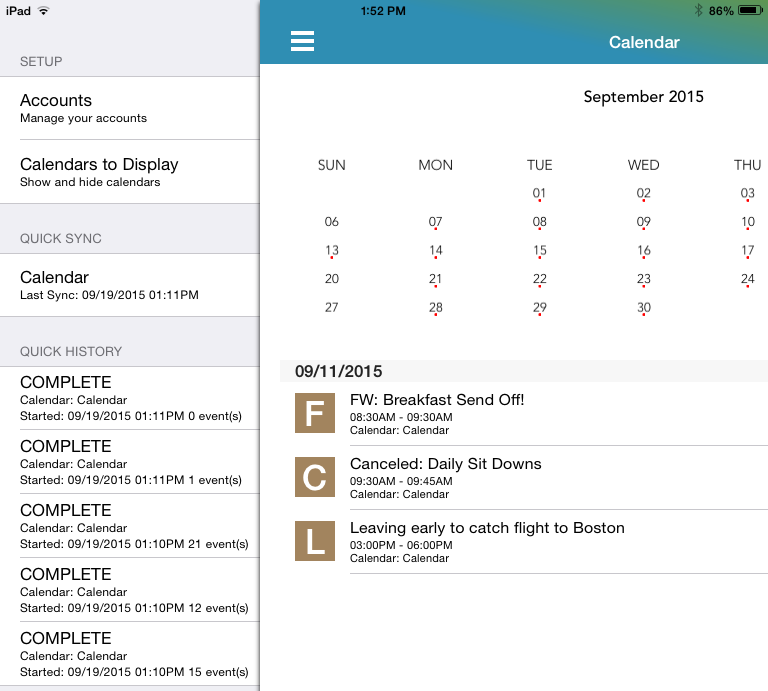 iPad
1:52 PM
86%
SETUP
Accounts
Manage your accounts
Calendars to Display
Show and hide calendars
QUICK SYNC
Calendar
Last Sync: 09/19/2015 01:11PM
QUICK HISTORY
COMPLETE
Calendar: Calendar
Started: 09/19/2015 01:11PM 0 event(s)
COMPLETE
Calendar: Calendar
Started: 09/19/2015 01:11PM 1 event(s)
COMPLETE
Calendar: Calendar
Started: 09/19/2015 01:10PM 21 event(s)
COMPLETE
Calendar: Calendar
Started: 09/19/2015 01:10PM 12 event(s)
COMPLETE
Calendar: Calendar
Started: 09/19/2015 01:10PM 15 event(s)
Calendar
September 2015
SUN MON TUE WED THU
01 02 03
06 07 08 09 10
13 14 15 16 17
20 21 22 23 24
27 28 29 30
09/11/2015
F
FW: Breakfast Send Off!
08:30AM - 09:30AM
Calendar: Calendar
C
Canceled: Daily Sit Downs
09:30AM - 09:45AM
Calendar: Calendar
L
Leaving early to catch flight to Boston
03:00PM - 06:00PM
Calendar: Calendar